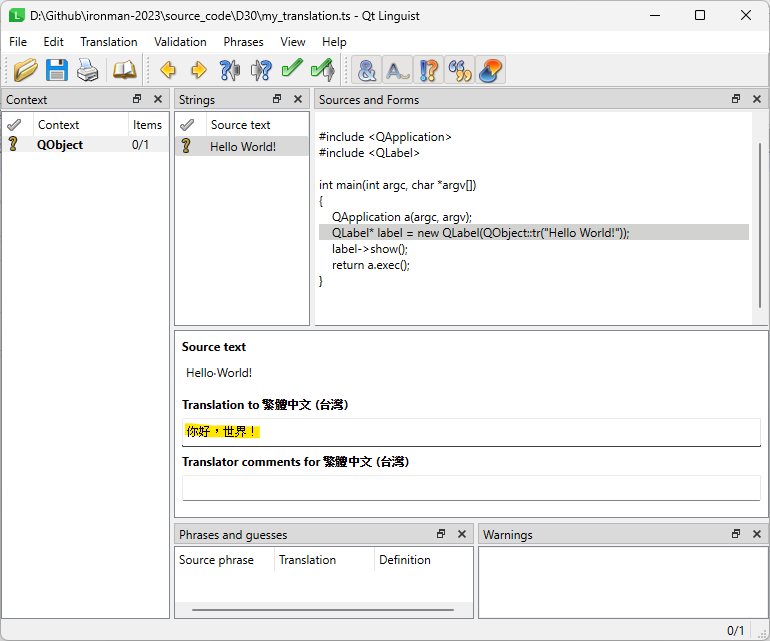 D:\Github\ironman-2023\source_code\D30\my_translation.ts - Qt Linguist
File Edit Translation Validation Phrases View Help
Context
Context Items
QObject 0/1
Strings
Source text
Hello World!
Sources and Forms
#include <QApplication>
#include <QLabel>
int main(int argc, char *argv[])
{
QApplication a(argc, argv);
QLabel* label = new QLabel(QObject::tr("Hello World!"));
label->show();
return a.exec();
}
Source text
Hello·World!
Translation to 繁體中文 (台灣)
你好，世界！
Translator comments for 繁體中文 (台灣)
Phrases and guesses
Source phrase Translation Definition
Warnings
0/1